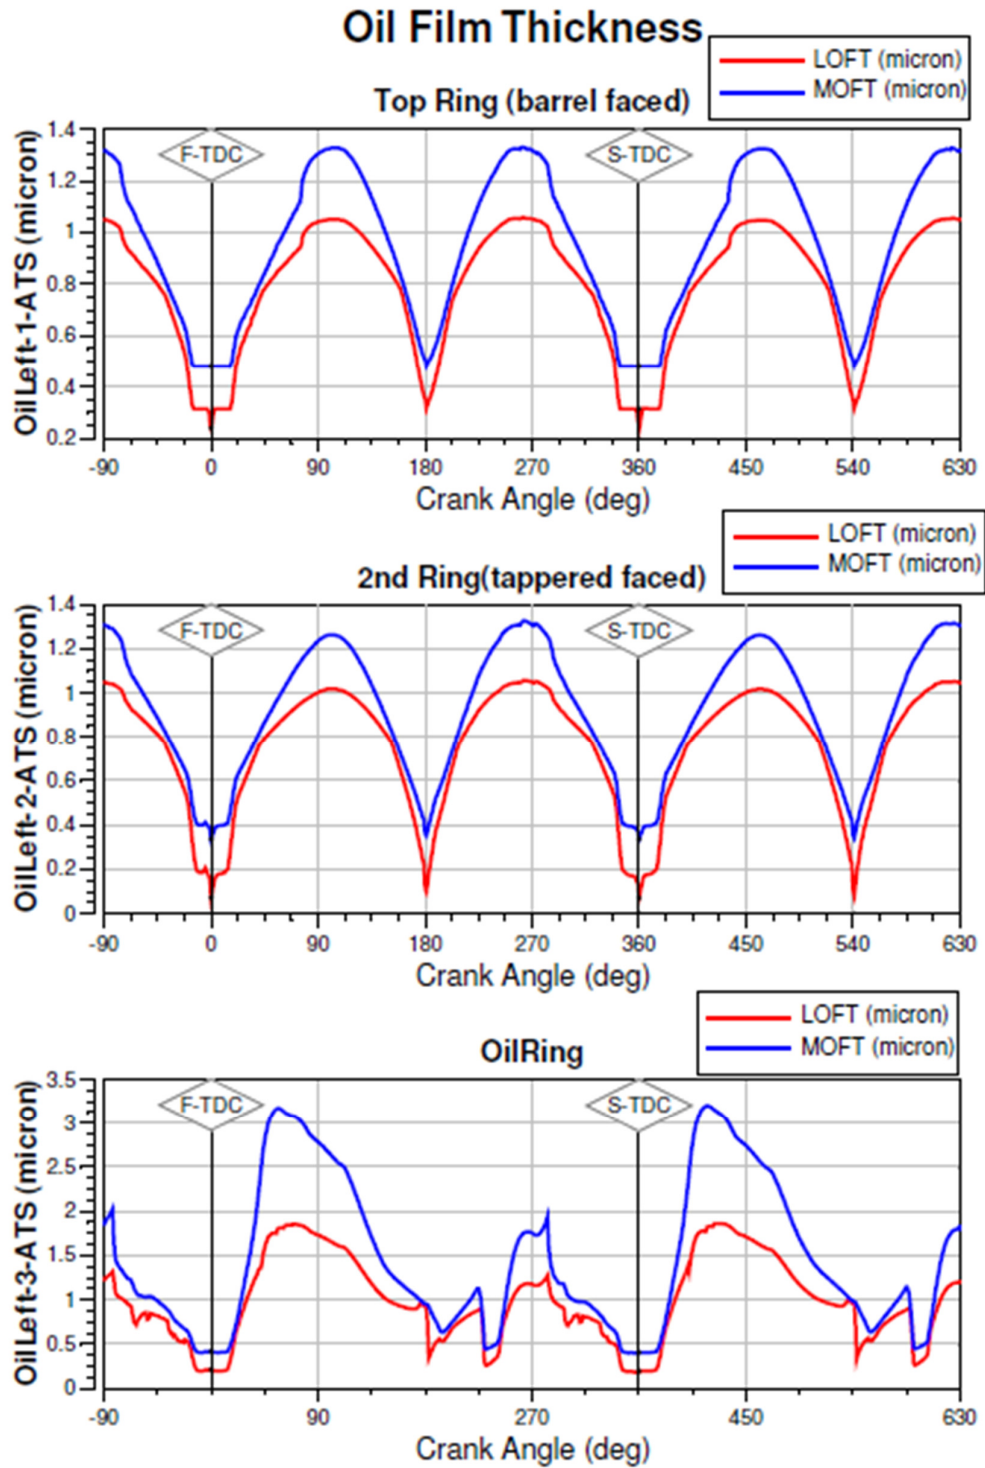 Oil Film Thickness
LOFT (micron)
MOFT (micron)
Top Ring (barrel faced)
OilLeft-1-ATS (micron)
1.4
1.2
1
0.8
0.6
0.4
0.2
F-TDC
S-TDC
-90 0 90 180 270 360 450 540 630
Crank Angle (deg)
LOFT (micron)
MOFT (micron)
2nd Ring(tappered faced)
OilLeft-2-ATS (micron)
1.4
1.2
1
0.8
0.6
0.4
0.2
0
F-TDC
S-TDC
-90 0 90 180 270 360 450 540 630
Crank Angle (deg)
LOFT (micron)
MOFT (micron)
OilRing
OilLeft-3-ATS (micron)
3.5
3
2.5
2
1.5
1
0.5
0
F-TDC
S-TDC
-90 90 270 450 630
Crank Angle (deg)